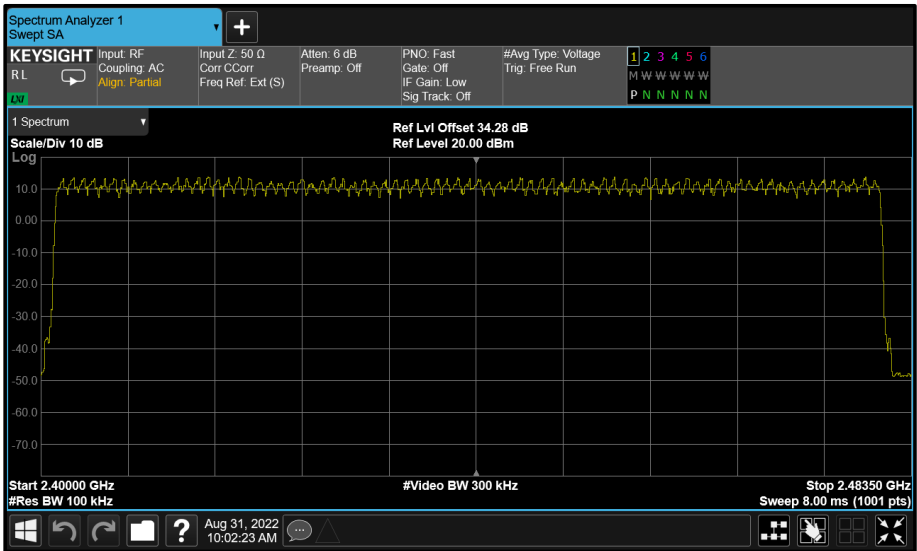 Spectrum Analyzer 1
Swept SA
KEYSIGHT
R L
LXI
Input: RF
Coupling: AC
Align: Partial
Input Z: 50 Ω
Corr CCorr
Freq Ref: Ext (S)
Atten: 6 dB
Preamp: Off
PNO: Fast
Gate: Off
IF Gain: Low
Sig Track: Off
#Avg Type: Voltage
Trig: Free Run
1 2 3 4 5 6
M W W W W W
P N N N N N
1 Spectrum
Scale/Div 10 dB
Ref Lvl Offset 34.28 dB
Ref Level 20.00 dBm
Log
10.0
0.00
-10.0
-20.0
-30.0
-40.0
-50.0
-60.0
-70.0
Start 2.40000 GHz
#Video BW 300 kHz
Stop 2.48350 GHz
#Res BW 100 kHz
Sweep 8.00 ms (1001 pts)
?
Aug 31, 2022
10:02:23 AM